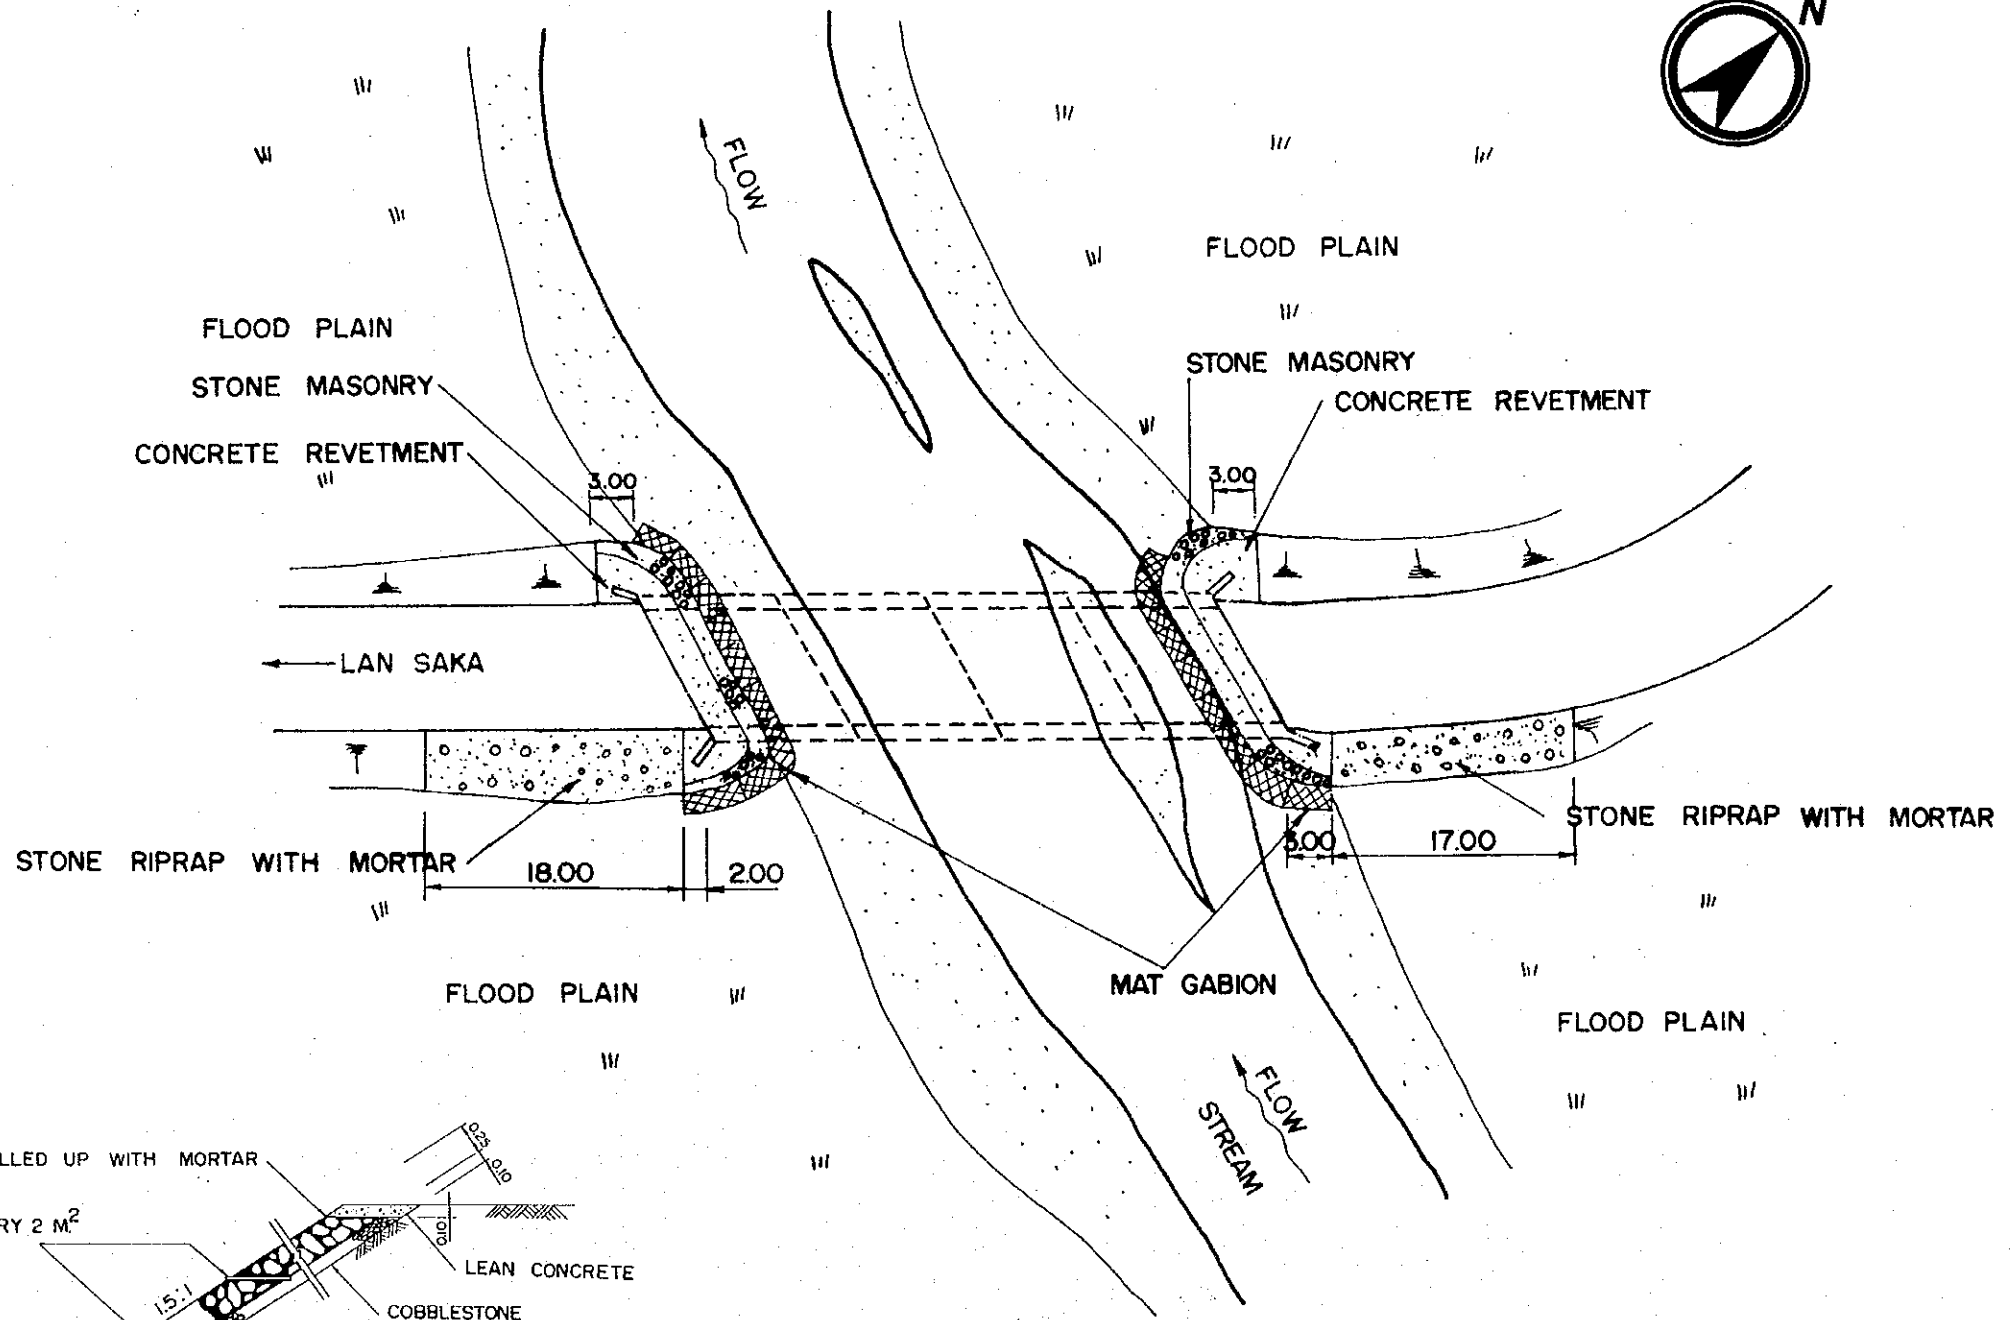 N
FLOW
FLOOD PLAIN
FLOOD PLAIN
STONE MASONRY
STONE MASONRY
CONCRETE REVETMENT
CONCRETE REVETMENT
3.00
3.00
LAN SAKA
STONE RIPRAP WITH MORTAR
STONE RIPRAP WITH MORTAR
3.00
17.00
18.00
2.00
MAT GABION
FLOOD PLAIN
FLOOD PLAIN
FLOW
STREAM
0.25
0.10
LLED UP WITH MORTAR
RY 2 M.²
0.10
LEAN CONCRETE
1.5:1
COBBLESTONE